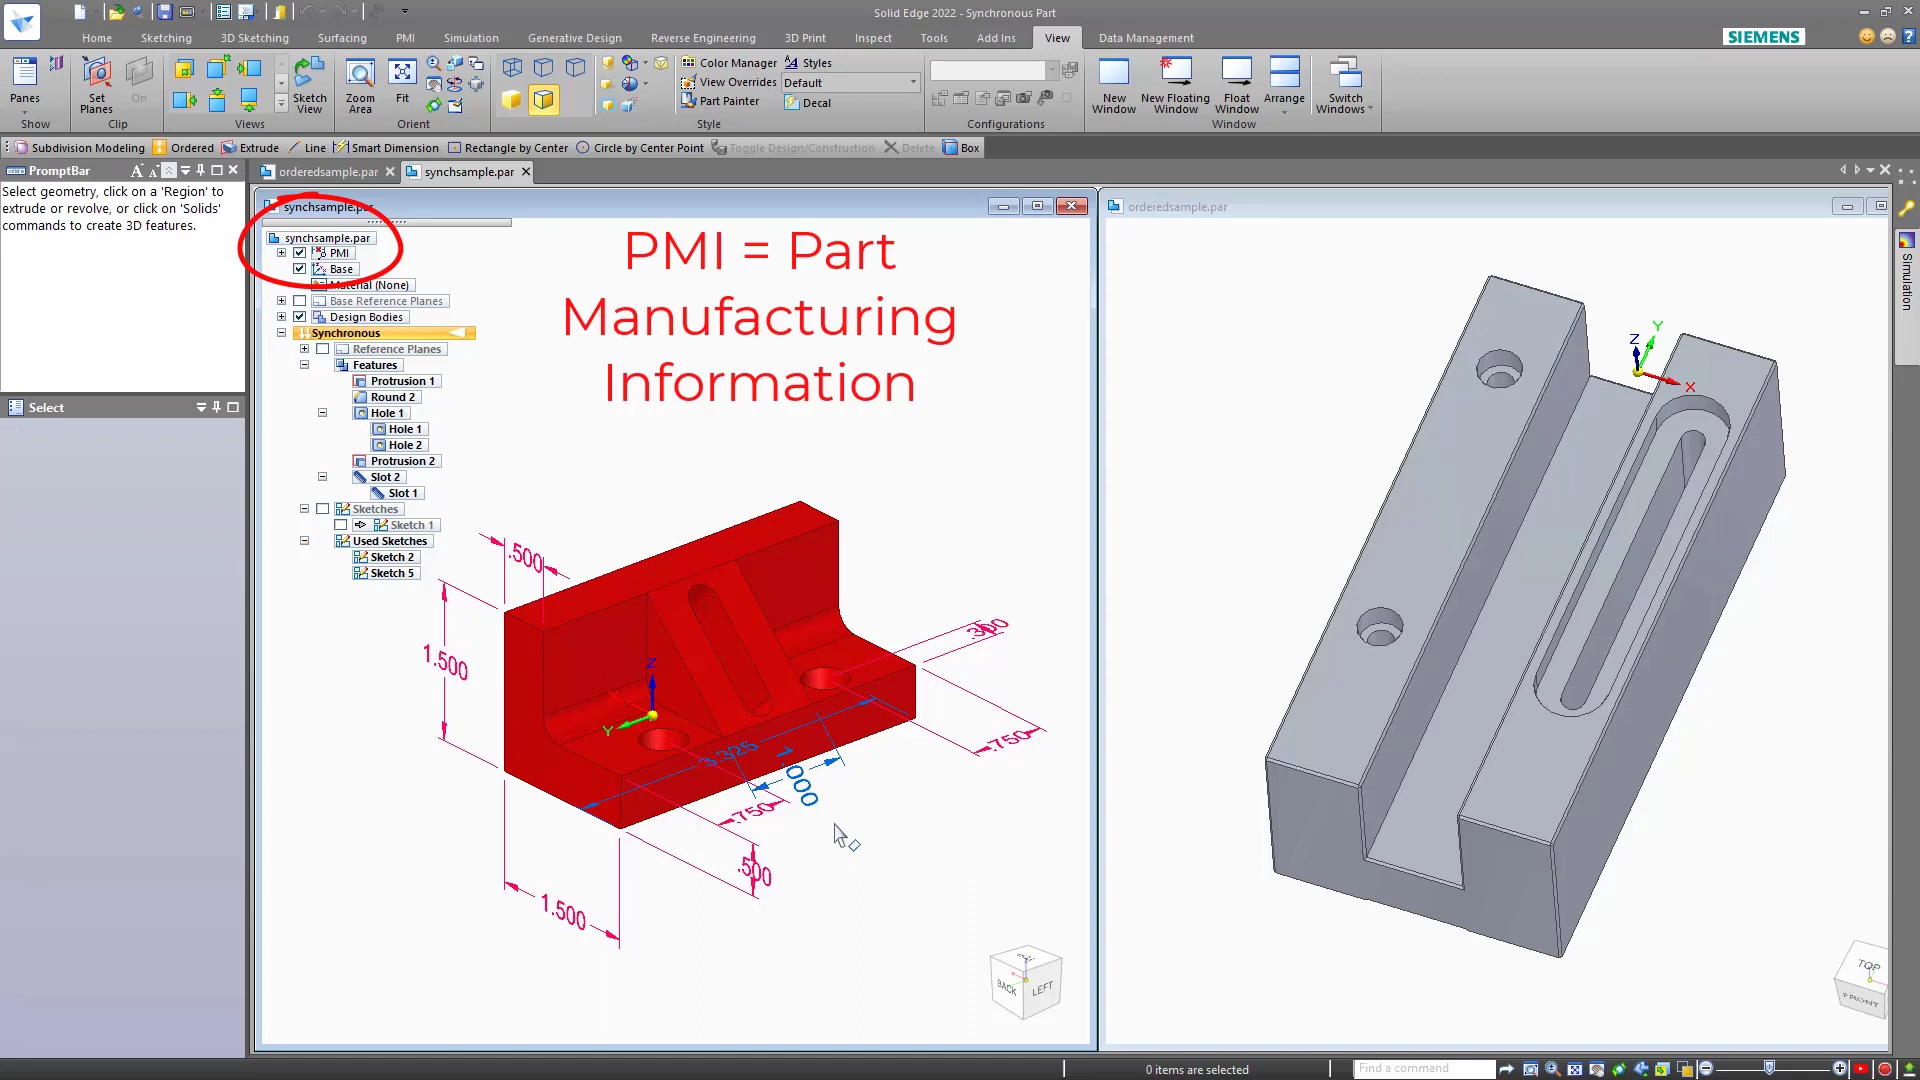 Solid Edge 2022 - Synchronous Part
Home
Sketching
3D Sketching
Surfacing
PMI
Simulation
Generative Design
Reverse Engineering
3D Print
Inspect
Tools
Add Ins
View
Data Management
SIEMENS
Panes
Set Planes
On
Sketch View
Zoom Area
Fit
Color Manager
Styles
View Overrides
Default
Part Painter
Decal
New Window
New Floating Window
Float Window
Arrange
Switch Windows
Show
Clip
Views
Orient
Style
Configurations
Window
Subdivision Modeling
Ordered
Extrude
Line
Smart Dimension
Rectangle by Center
Circle by Center Point
Toggle Design/Construction
Delete
Box
PromptBar
Select geometry, click on a 'Region' to
extrude or revolve, or click on 'Solids'
commands to create 3D features.
Select
orderedsample.par
synchsample.par
synchsample.par
orderedsample.par
synchsample.par
PMI
Base
Material (None)
Base Reference Planes
Design Bodies
Synchronous
Reference Planes
Features
Protrusion 1
Round 2
Hole 1
Hole 1
Hole 2
Protrusion 2
Slot 2
Slot 1
Sketches
Sketch 1
Used Sketches
Sketch 2
Sketch 5
PMI = Part
Manufacturing
Information
.500
1.500
.750
3.325
1.000
.750
.500
1.500
Z
Y
X
BACK
LEFT
Z
Y
X
TOP
FRONT
Simulation
0 items are selected
Find a command